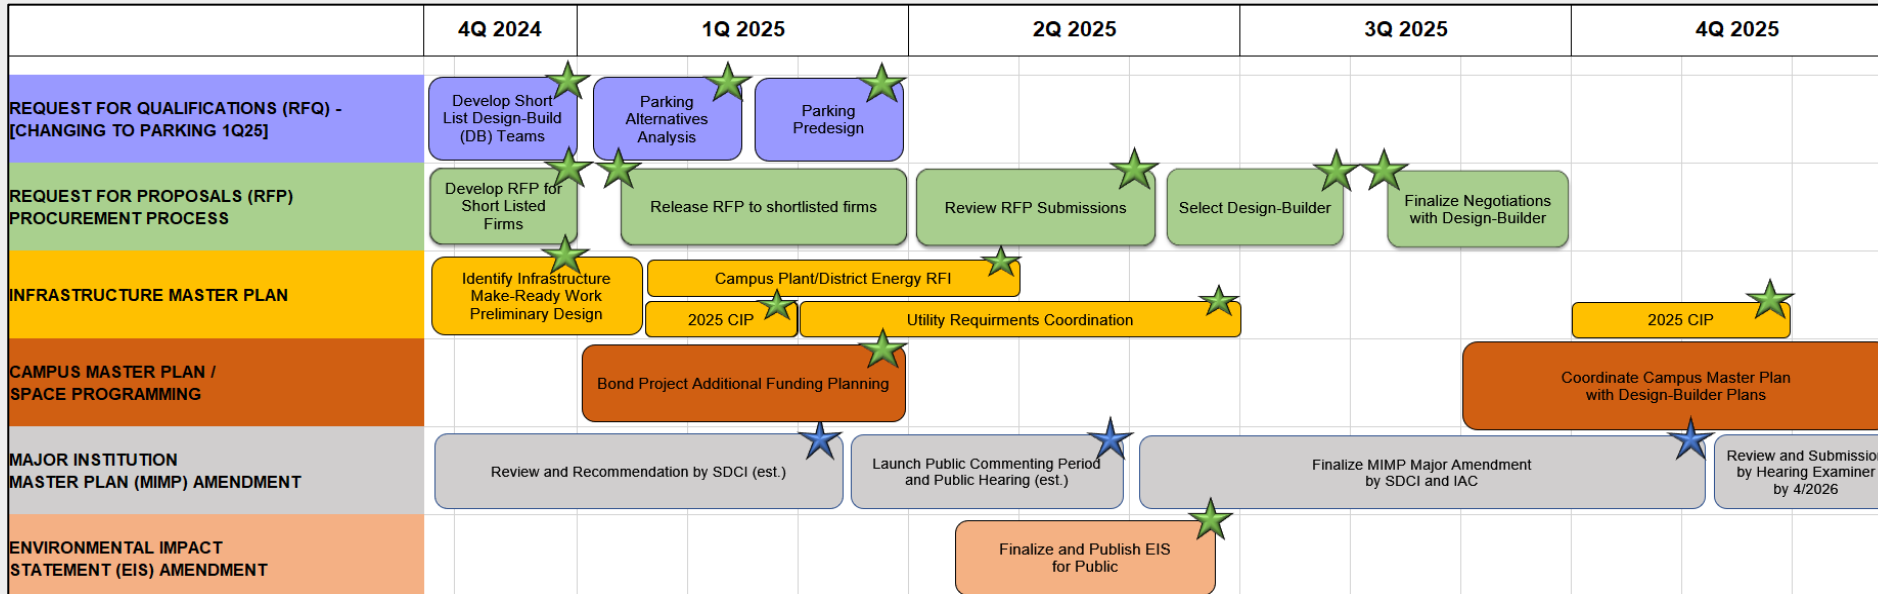 4Q 2024
1Q 2025
2Q 2025
3Q 2025
4Q 2025
REQUEST FOR QUALIFICATIONS (RFQ) -
[CHANGING TO PARKING 1Q25]
Develop Short
List Design-Build
(DB) Teams
Parking
Alternatives
Analysis
Parking
Predesign
REQUEST FOR PROPOSALS (RFP)
PROCUREMENT PROCESS
Develop RFP for
Short Listed
Firms
Release RFP to shortlisted firms
Review RFP Submissions
Select Design-Builder
Finalize Negotiations
with Design-Builder
INFRASTRUCTURE MASTER PLAN
Identify Infrastructure
Make-Ready Work
Preliminary Design
Campus Plant/District Energy RFI
2025 CIP
Utility Requirments Coordination
2025 CIP
CAMPUS MASTER PLAN /
SPACE PROGRAMMING
Bond Project Additional Funding Planning
Coordinate Campus Master Plan
with Design-Builder Plans
MAJOR INSTITUTION
MASTER PLAN (MIMP) AMENDMENT
Review and Recommendation by SDCI (est.)
Launch Public Commenting Period
and Public Hearing (est.)
Finalize MIMP Major Amendment
by SDCI and IAC
Review and Submission
by Hearing Examiner
by 4/2026
ENVIRONMENTAL IMPACT
STATEMENT (EIS) AMENDMENT
Finalize and Publish EIS
for Public